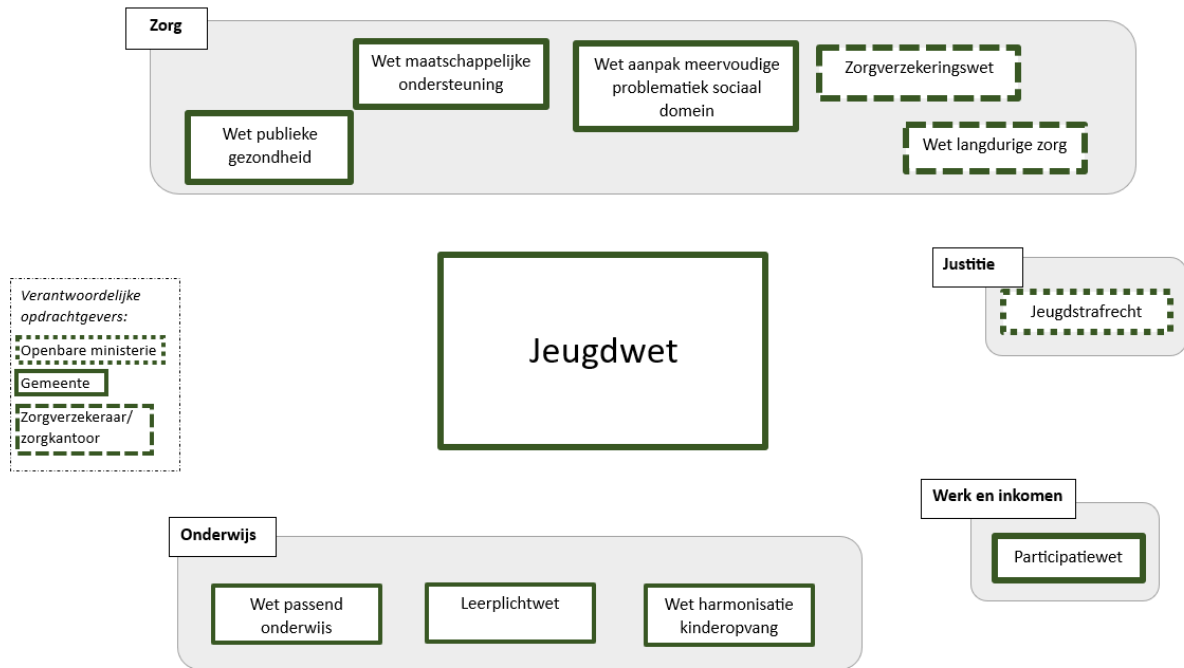 Zorg
Wet maatschappelijke
ondersteuning
Wet aanpak meervoudige
problematiek sociaal
domein
Zorgverzekeringswet
Wet publieke
gezondheid
Wet langdurige zorg
Jeugdwet
Justitie
Jeugdstrafrecht
Verantwoordelijke
opdrachtgevers:
Openbare ministerie
Gemeente
Zorgverzekeraar/
zorgkantoor
Werk en inkomen
Participatiewet
Onderwijs
Wet passend
onderwijs
Leerplichtwet
Wet harmonisatie
kinderopvang